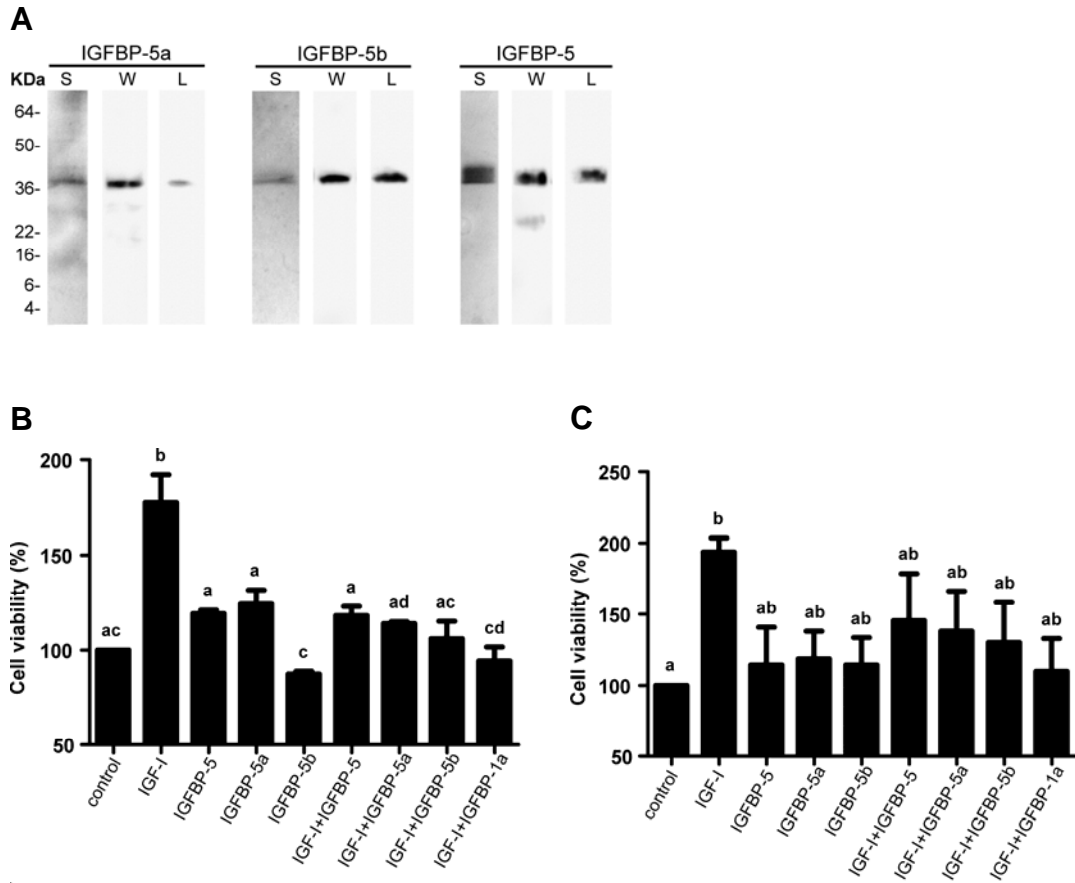 A
IGFBP-5a IGFBP-5b IGFBP-5
KDa S W L S W L S W L
64-
50-
36-
22-
16-
6-
4-
B
Cell viability (%)
200
150
100
50
ac b a a c a ad ac cd
control IGF-I IGFBP-5 IGFBP-5a IGFBP-5b IGF-I+IGFBP-5 IGF-I+IGFBP-5a IGF-I+IGFBP-5b IGF-I+IGFBP-1a
C
Cell viability (%)
250
200
150
100
50
a b ab ab ab ab ab ab ab
control IGF-I IGFBP-5 IGFBP-5a IGFBP-5b IGF-I+IGFBP-5 IGF-I+IGFBP-5a IGF-I+IGFBP-5b IGF-I+IGFBP-1a